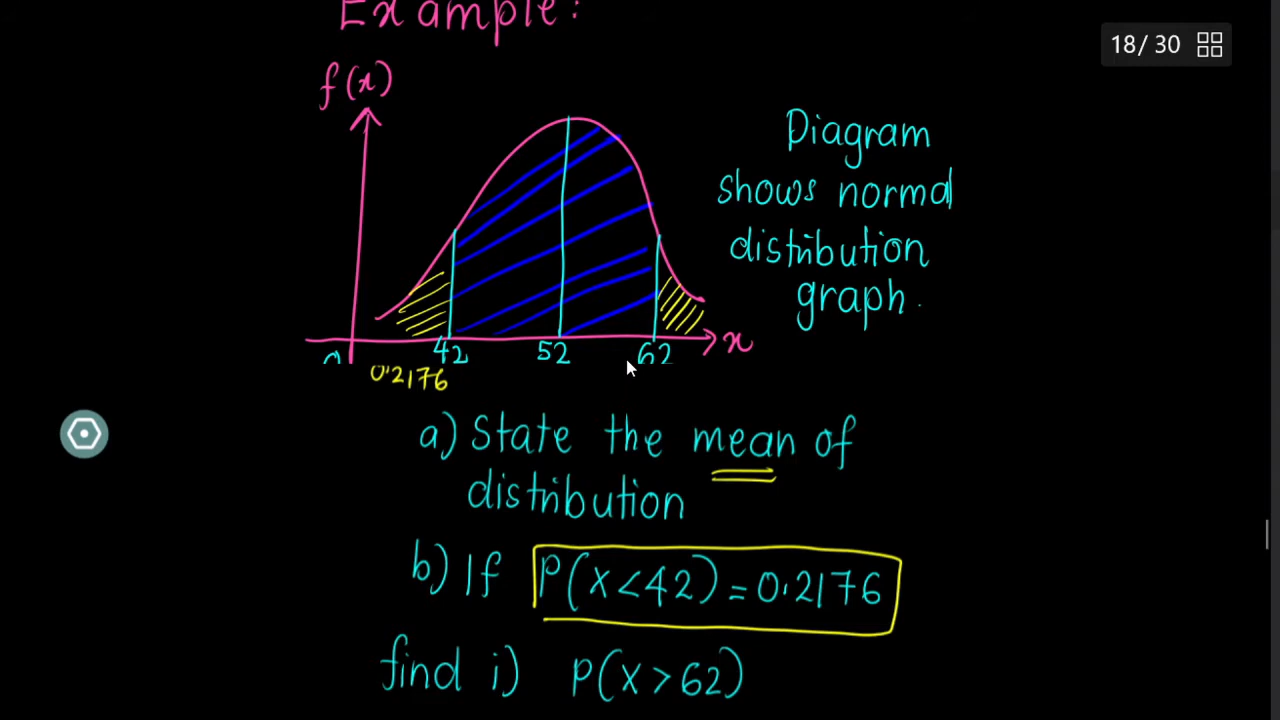 Example:
18/30
f(x)
Diagram
shows normal
distribution
graph.
42 52 62 x
0.2176
a) State the mean of
distribution
b) If P(X<42)=0.2176
find i) P(X>62)